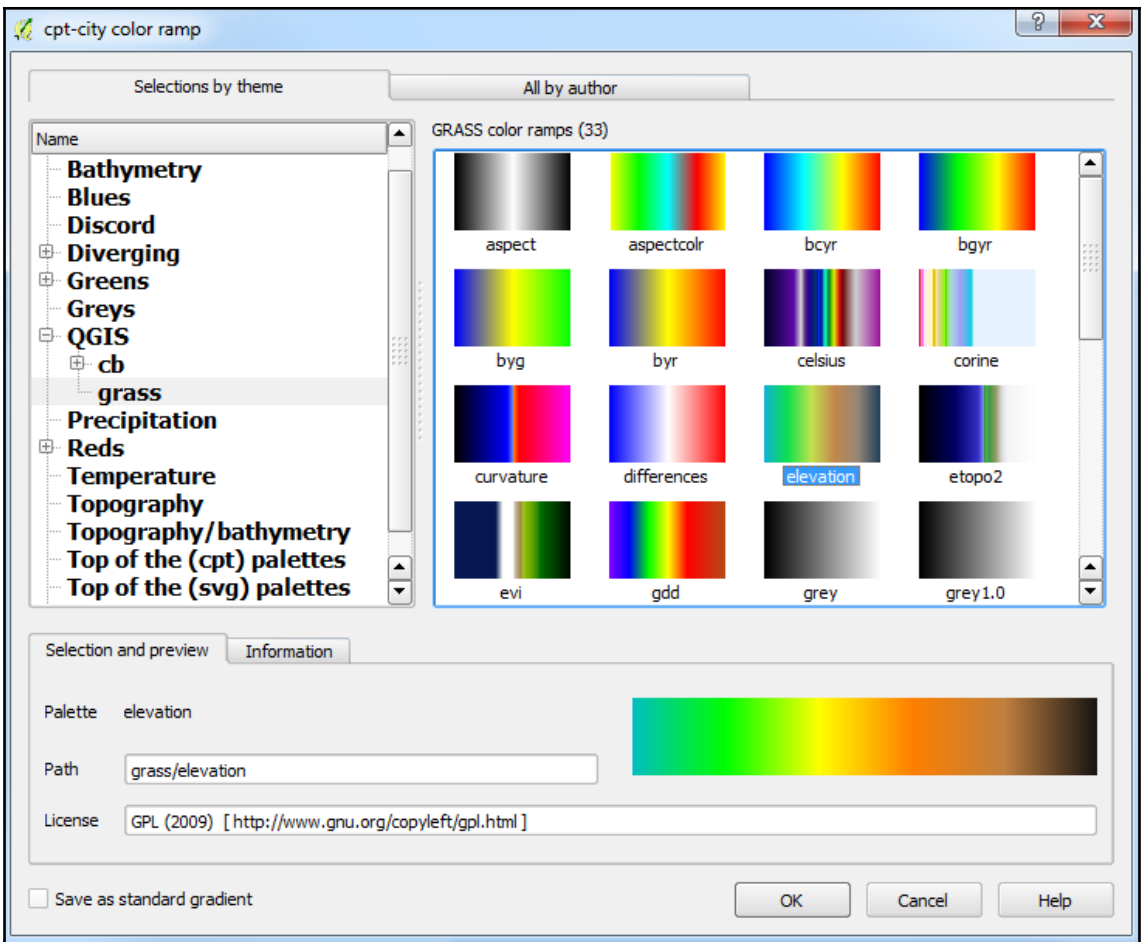 cpt-city color ramp
Selections by theme
All by author
Name
Bathymetry
Blues
Discord
Diverging
Greens
Greys
QGIS
cb
grass
Precipitation
Reds
Temperature
Topography
Topography/bathymetry
Top of the (cpt) palettes
Top of the (svg) palettes
GRASS color ramps (33)
aspect aspectcolr bcyr bgyr
byg byr celsius corine
curvature differences elevation etopo2
evi gdd grey grey1.0
Selection and preview Information
Palette elevation
Path grass/elevation
License GPL (2009) [ http://www.gnu.org/copyleft/gpl.html ]
Save as standard gradient
OK Cancel Help